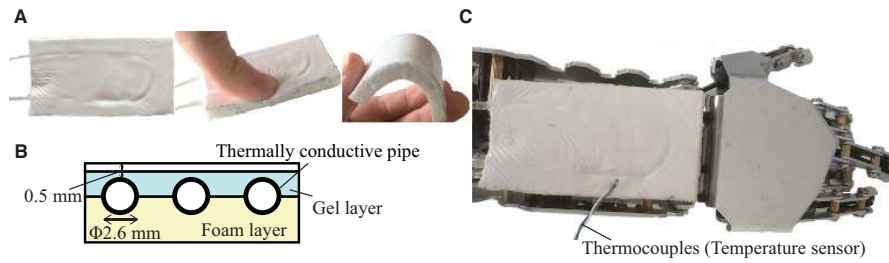 A
C
B
Thermally conductive pipe
0.5 mm
Gel layer
Φ2.6 mm
Foam layer
Thermocouples (Temperature sensor)